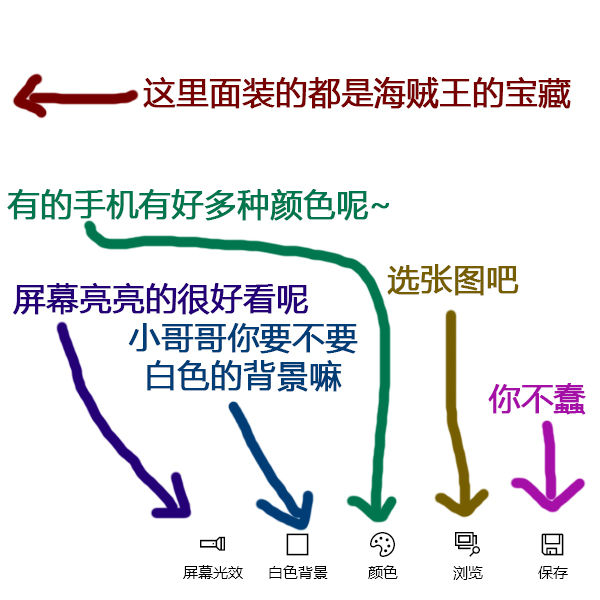 这里面装的都是海贼王的宝藏
有的手机有好多种颜色呢~
选张图吧
屏幕亮亮的很好看呢
小哥哥你要不要
白色的背景嘛
你不蠢
屏幕光效
白色背景
颜色
浏览
保存